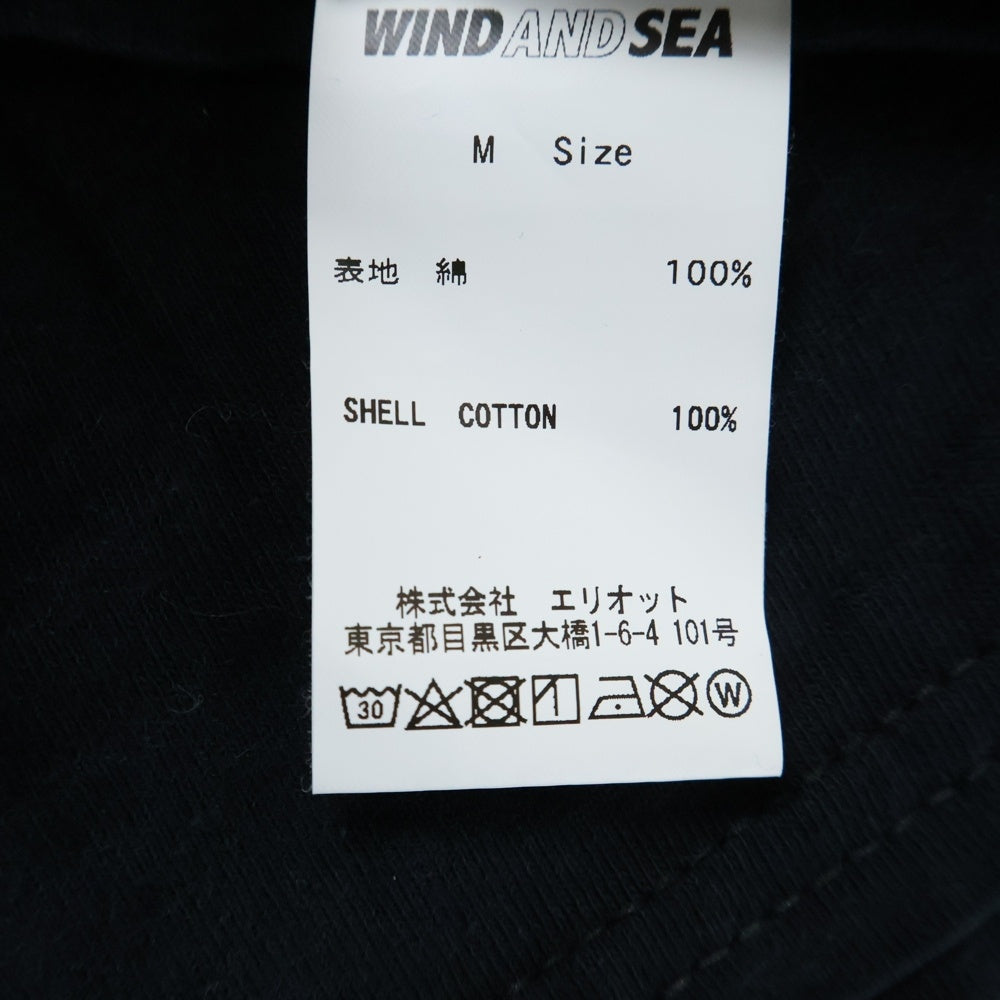 WIND AND SEA
M Size
表地 綿 100%
SHELL COTTON 100%
株式会社 エリオット
東京都目黒区大橋1-6-4 101号
30 W